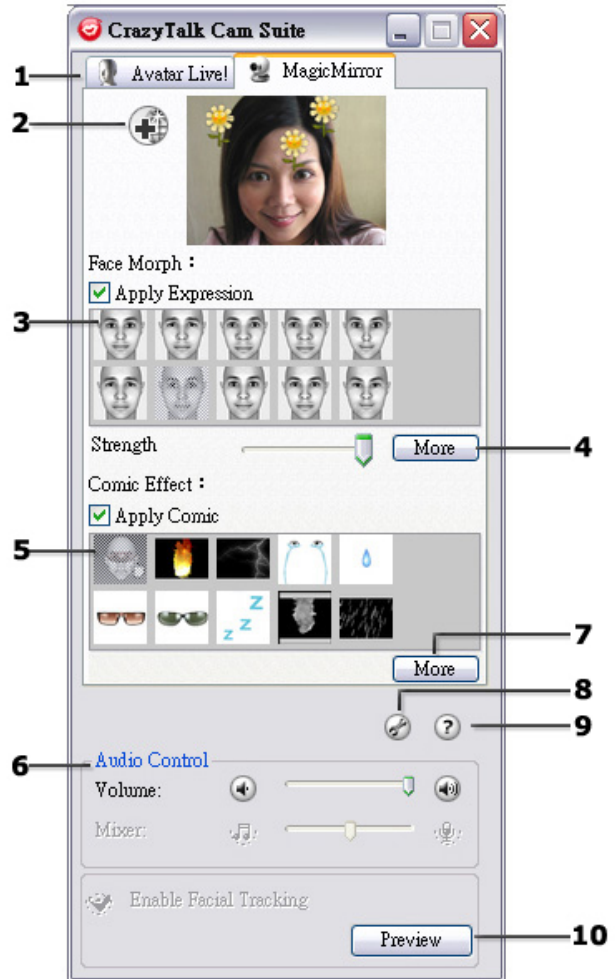 CrazyTalk Cam Suite
1
Avatar Live!
MagicMirror
2
Face Morph :
Apply Expression
3
Strength
More
4
Comic Effect :
Apply Comic
5
z z z
7
More
8
? 9
6
Audio Control
Volume:
Mixer:
Enable Facial Tracking
Preview
10